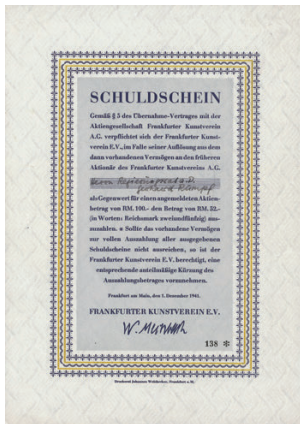 SCHULDSCHEIN
Gemäß § 5 des Übernahme-Vertrages mit der
Aktiengesellschaft Frankfurter Kunstverein
A.G. verpflichtet sich der Frankfurter Kunst-
verein E.V., im Falle seiner Auflösung aus dem
dann vorhandenen Vermögen an den früheren
Aktionär des Frankfurter Kunstvereins A.G.
Herrn
als Gegenwert für einen angemeldeten Aktien-
betrag von RM. 100.- den Betrag von RM. 32.-
(in Worten: Reichsmark zweiunddreißig) aus-
zuzahlen. Sollte das vorhandene Vermögen
zur vollen Auszahlung aller ausgegebenen
Schuldscheine nicht ausreichen, so ist der
Frankfurter Kunstverein E.V. berechtigt, eine
entsprechende anteilmäßige Kürzung des
Auszahlungsbetrages vorzunehmen.
Frankfurt am Main, den 1. Dezember 1941.
FRANKFURTER KUNSTVEREIN E.V.
138 *